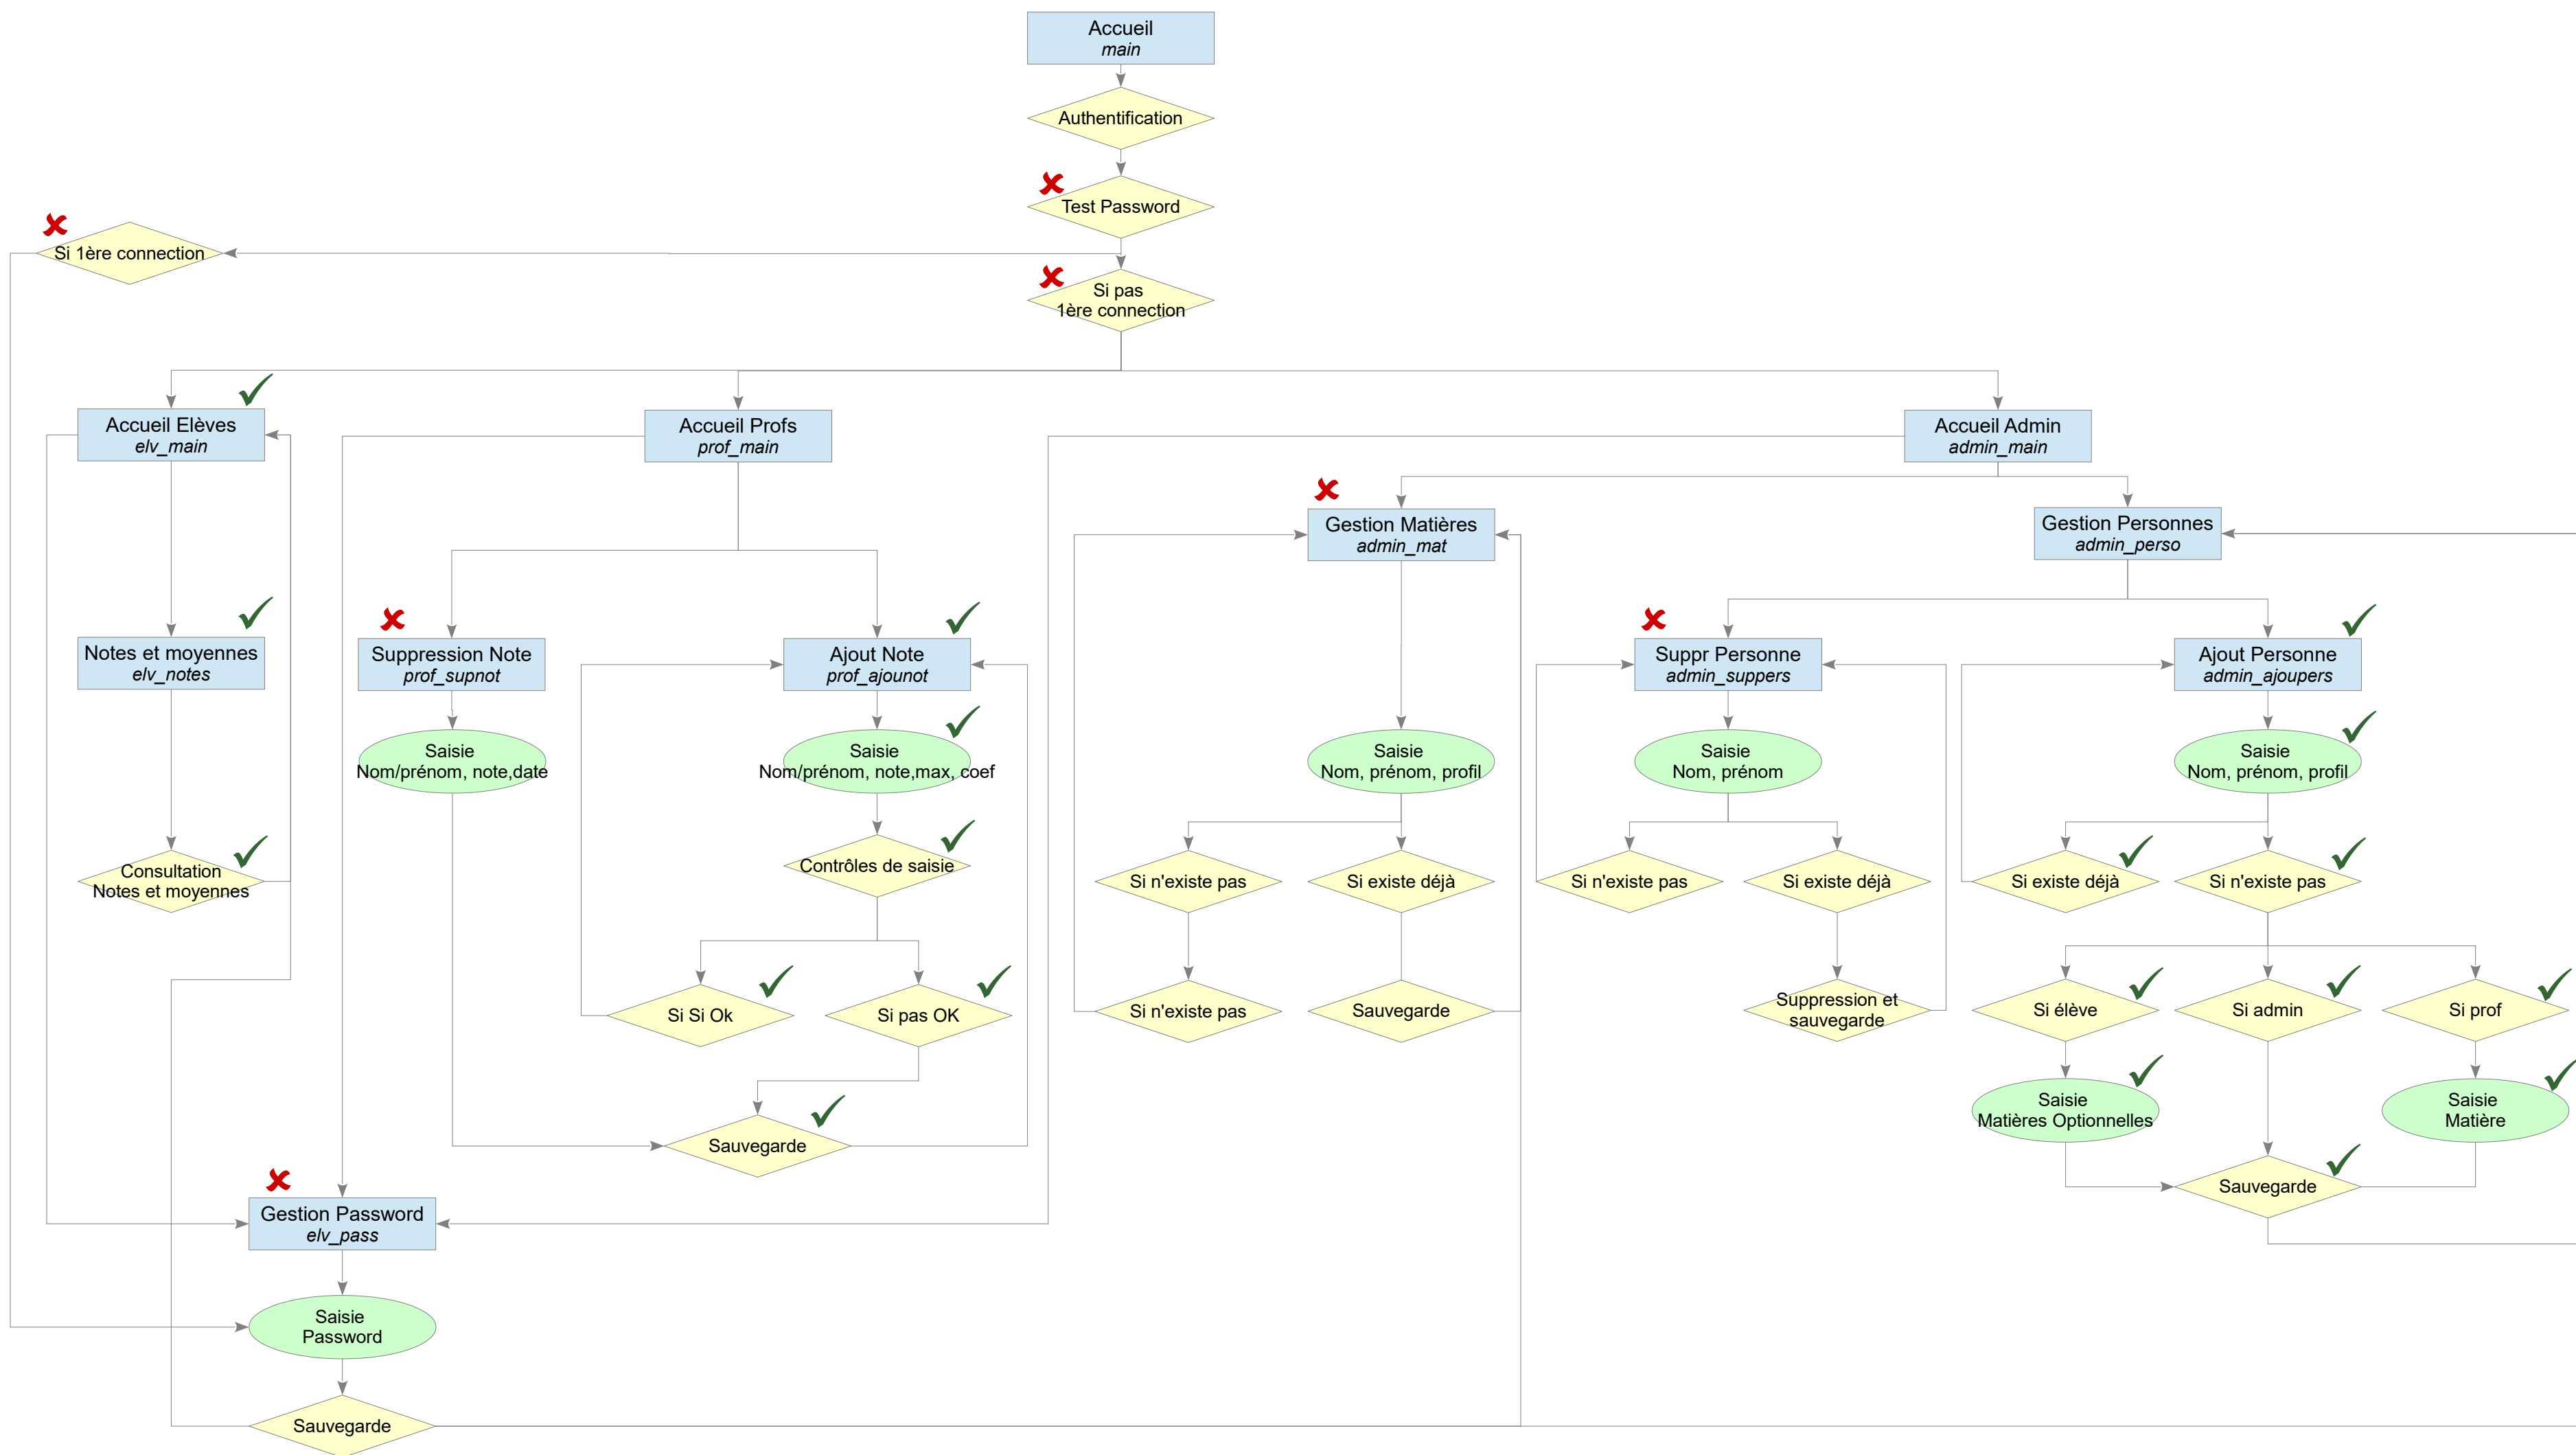 Accueil
main
Authentification
Test Password
Si 1ère connection
Si pas
1ère connection
Accueil Elèves
elv_main
Accueil Profs
prof_main
Accueil Admin
admin_main
Gestion Matières
admin_mat
Gestion Personnes
admin_perso
Notes et moyennes
elv_notes
Suppression Note
prof_supnot
Ajout Note
prof_ajounot
Suppr Personne
admin_suppers
Ajout Personne
admin_ajoupers
Saisie
Nom/prénom, note,date
Saisie
Nom/prénom, note,max, coef
Saisie
Nom, prénom, profil
Saisie
Nom, prénom
Saisie
Nom, prénom, profil
Consultation
Notes et moyennes
Contrôles de saisie
Si n'existe pas
Si existe déjà
Si n'existe pas
Si existe déjà
Si existe déjà
Si n'existe pas
Si Si Ok
Si pas OK
Si n'existe pas
Sauvegarde
Suppression et
sauvegarde
Si élève
Si admin
Si prof
Saisie
Matières Optionnelles
Saisie
Matière
Sauvegarde
Sauvegarde
Gestion Password
elv_pass
Saisie
Password
Sauvegarde